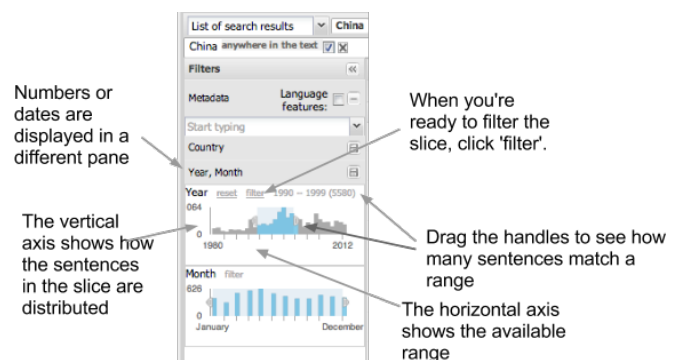 List of search results
China
China anywhere in the text
Filters
Metadata
Language
features:
Start typing
Country
Year, Month
Year reset filter 1990 – 1999 (5580)
064
0
1980 2012
Month filter
626
0
January December
Numbers or
dates are
displayed in a
different pane
The vertical
axis shows how
the sentences
in the slice are
distributed
When you're
ready to filter the
slice, click 'filter'.
Drag the handles to see how
many sentences match a
range
The horizontal axis
shows the available
range